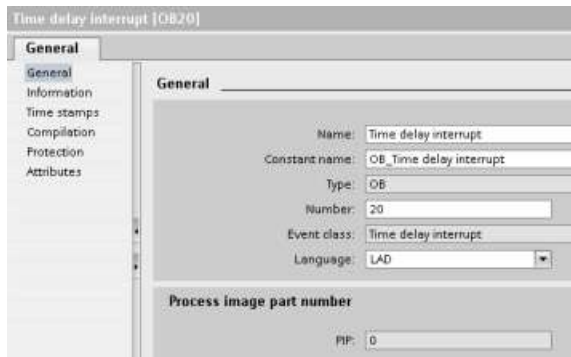 Time delay interrupt [OB20]
General
General
Information
Time stamps
Compilation
Protection
Attributes
General
Name: Time delay interrupt
Constant name: OB_Time delay interrupt
Type: OB
Number: 20
Event class: Time delay interrupt
Language: LAD
Process image part number
PIP: 0